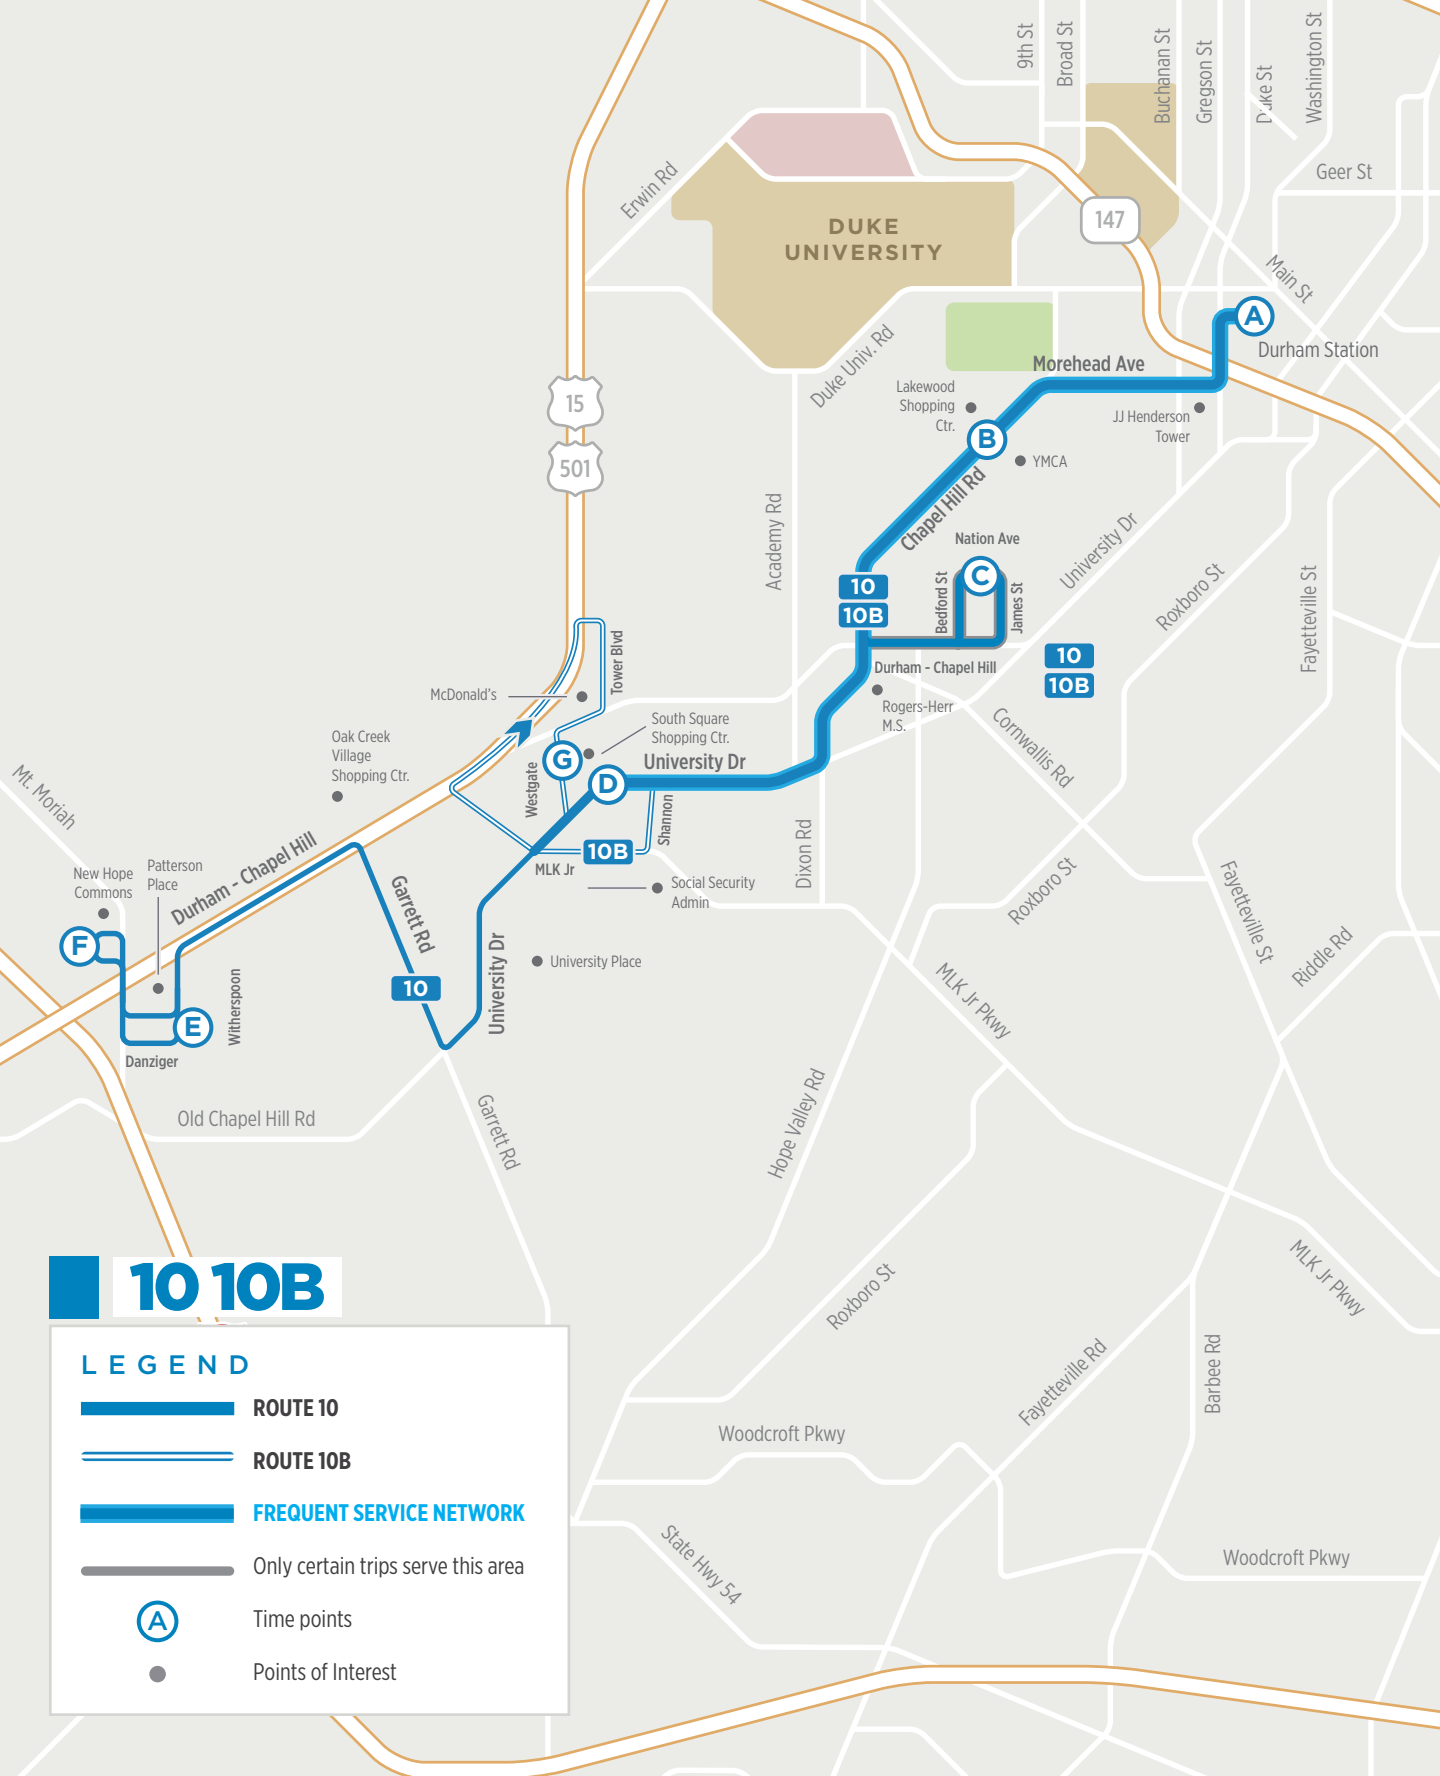 9th St
Broad St
Buchanan St
Gregson St
Duke St
Washington St
Geer St
Erwin Rd
DUKE
UNIVERSITY
147
Main St
A
Durham Station
Duke Univ. Rd
Morehead Ave
Lakewood
Shopping
Ctr.
JJ Henderson
Tower
15
501
B
YMCA
Chapel Hill Rd
Academy Rd
Nation Ave
University Dr
Roxboro St
Fayetteville St
10
10B
Bedford St
C
James St
10
10B
Durham - Chapel Hill
Tower Blvd
McDonald's
Rogers-Herr
M.S.
South Square
Shopping Ctr.
Cornwallis Rd
Oak Creek
Village
Shopping Ctr.
G
University Dr
D
Westgate
Shannon
Mt. Moriah
10B
MLK Jr
Dixon Rd
Social Security
Admin
New Hope
Commons
Patterson
Place
Durham - Chapel Hill
Garrett Rd
Roxboro St
Fayetteville St
Riddle Rd
F
University Dr
University Place
10
MLK Jr Pkwy
E
Witherspoon
Danziger
Old Chapel Hill Rd
Garrett Rd
Hope Valley Rd
MLK Jr Pkwy
Roxboro St
Fayetteville Rd
Barbee Rd
10 10B
LEGEND
ROUTE 10
ROUTE 10B
FREQUENT SERVICE NETWORK
Only certain trips serve this area
A
Time points
Points of Interest
Woodcroft Pkwy
State Hwy 54
Woodcroft Pkwy